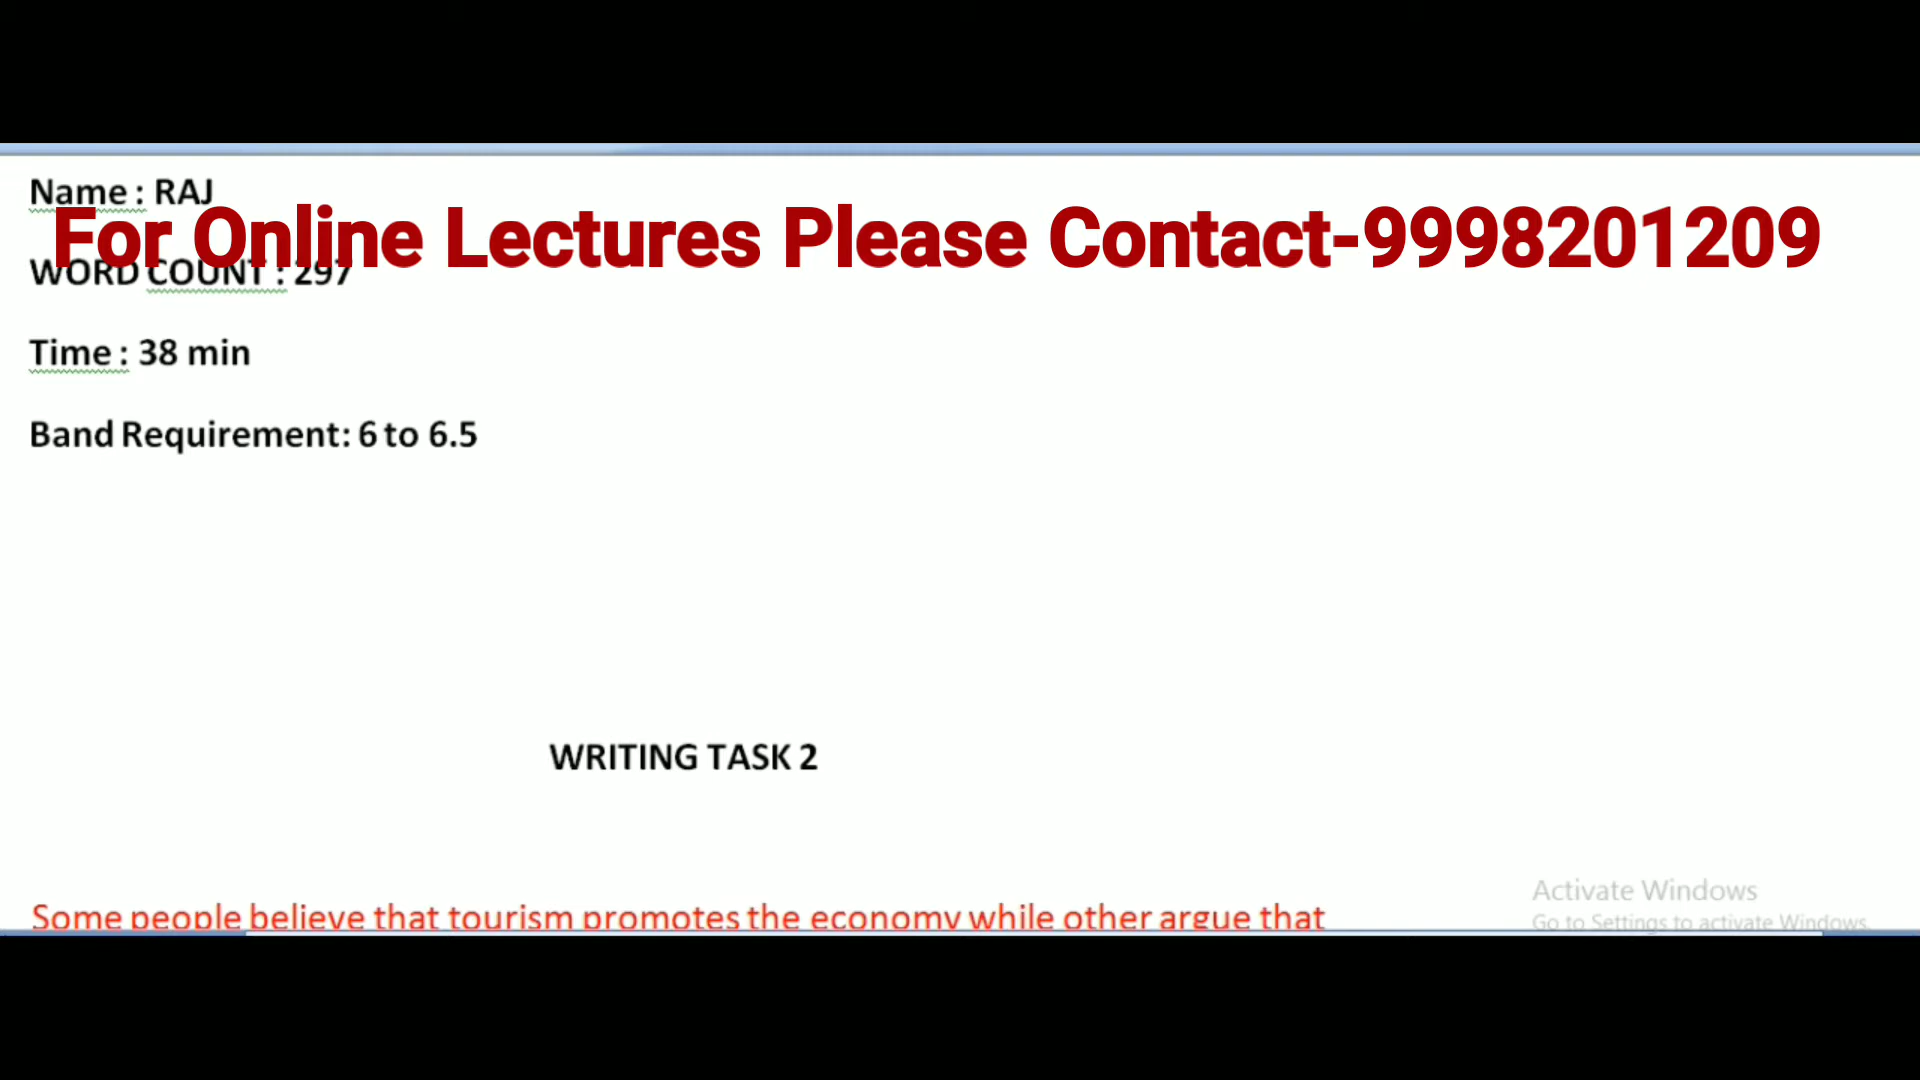 Name : RAJ
For Online Lectures Please Contact-9998201209
WORD COUNT : 297
Time : 38 min
Band Requirement: 6 to 6.5
WRITING TASK 2
Some people believe that tourism promotes the economy while other argue that
Activate Windows
Go to Settings to activate Windows.